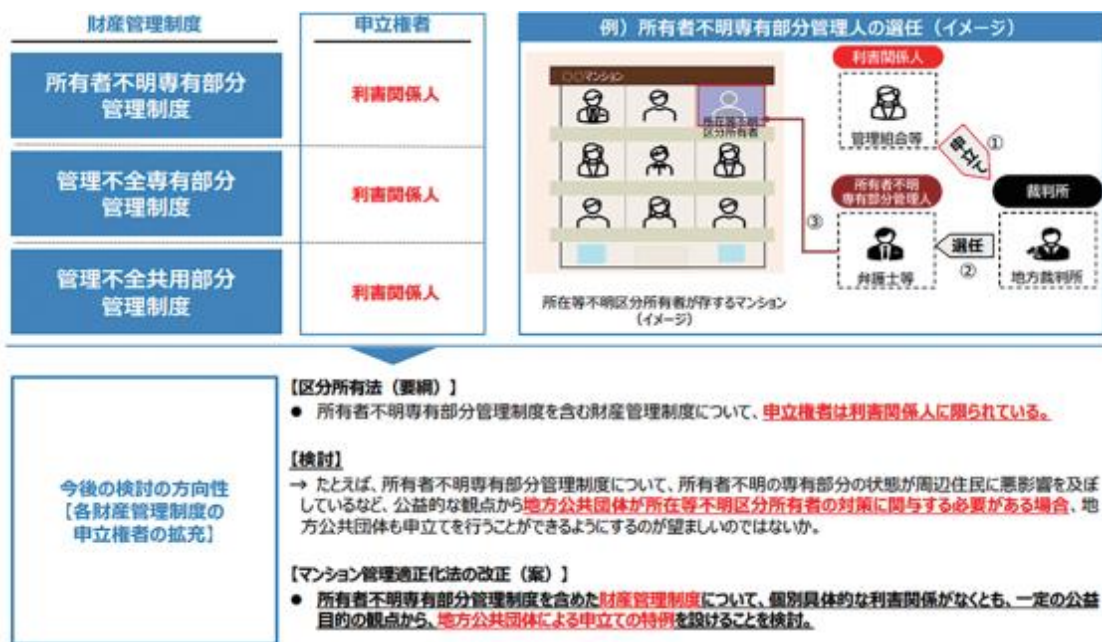 財産管理制度
申立権者
例）所有者不明専有部分管理人の選任（イメージ）
所有者不明専有部分
管理制度
利害関係人
管理不全専有部分
管理制度
利害関係人
管理不全共用部分
管理制度
利害関係人
〇〇マンション
所在等不明
区分所有者
所在等不明区分所有者が存するマンション
（イメージ）
利害関係人
管理組合等
申立て
①
所有者不明
専有部分管理人
裁判所
③
選任
②
弁護士等
地方裁判所
今後の検討の方向性
【各財産管理制度の
申立権者の拡充】
【区分所有法（要綱）】
● 所有者不明専有部分管理制度を含む財産管理制度について、申立権者は利害関係人に限られている。
【検討】
→ たとえば、所有者不明専有部分管理制度について、所有者不明の専有部分の状態が周辺住民に悪影響を及ぼ
しているなど、公益的な観点から地方公共団体が所在等不明区分所有者の対策に関与する必要がある場合、地
方公共団体も申立てを行うことができるようにするのが望ましいのではないか。
【マンション管理適正化法の改正（案）】
● 所有者不明専有部分管理制度を含めた財産管理制度について、個別具体的な利害関係がなくとも、一定の公益
目的の観点から、地方公共団体による申立ての特例を設けることを検討。